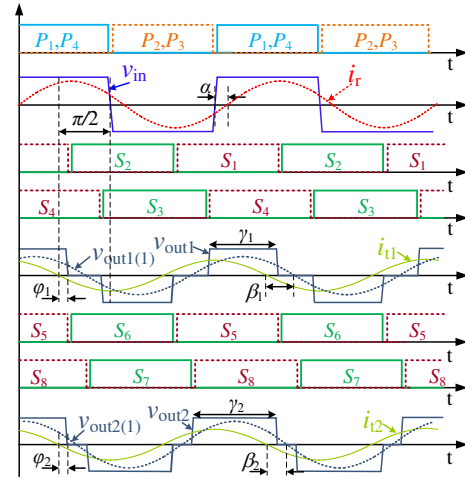 P1,P4 P2,P3 P1,P4 P2,P3
t
vin α ir
t
π/2
S2 S1 S2 S1
t
S4 S3 S4 S3
t
vout1(1) vout1 γ1 it1
t
φ1 β1
S5 S6 S5 S6 S5
t
S8 S7 S8 S7 S8
t
vout2(1) vout2 γ2 it2
t
φ2 β2